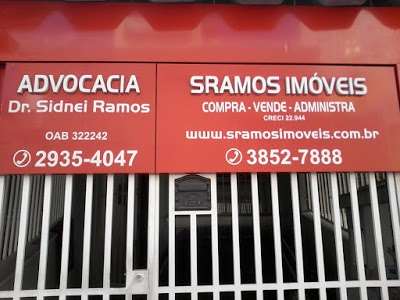 ADVOCACIA
Dr. Sidnei Ramos
OAB 322242
2935-4047
SRAMOS IMÓVEIS
COMPRA - VENDE - ADMINISTRA
CRECI 22.944
www.sramosimoveis.com.br
3852-7888